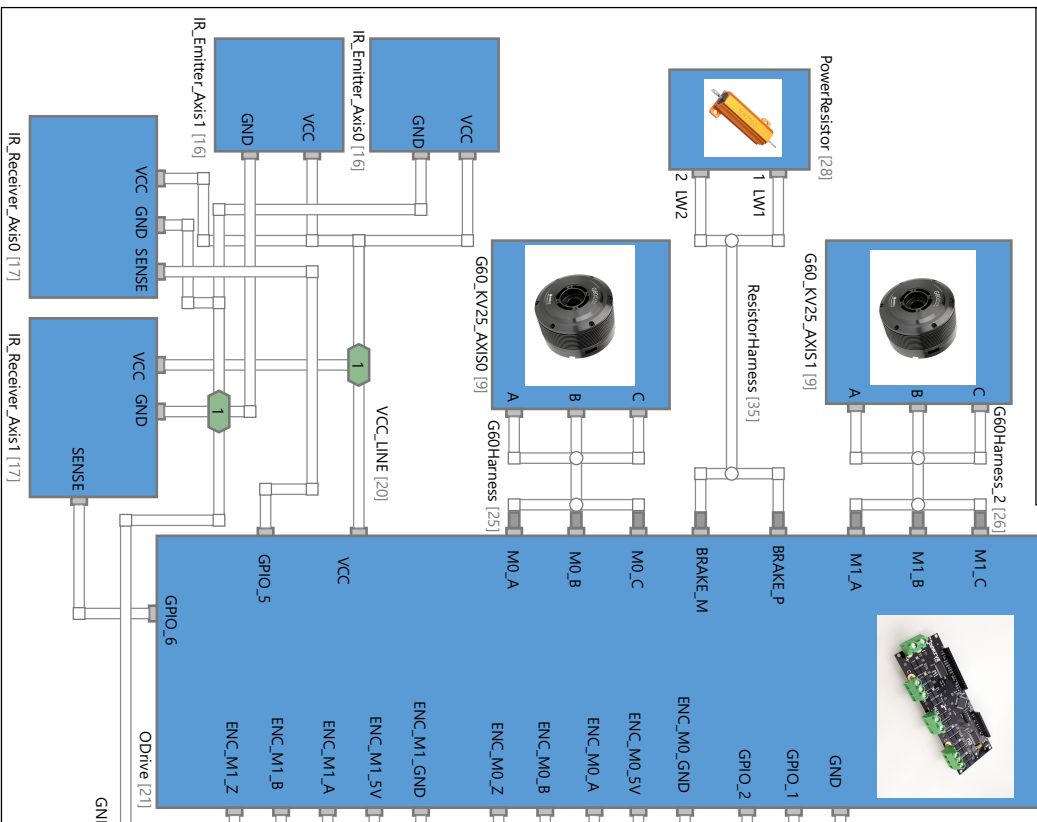 IR_Emitter_Axis1 [16]
GND
VCC
IR_Emitter_Axis0 [16]
GND
VCC
PowerResistor [28]
2 LW2
1 LW1
IR_Receiver_Axis0 [17]
VCC
GND
SENSE
G60_KV25_AXIS0 [9]
A
B
C
ResistorHarness [35]
G60_KV25_AXIS1 [9]
A
B
C
IR_Receiver_Axis1 [17]
VCC
GND
SENSE
1
1
VCC_LINE [20]
G60Harness [25]
G60Harness_2 [26]
GPIO_5
VCC
M0_A
M0_B
M0_C
BRAKE_M
BRAKE_P
M1_A
M1_B
M1_C
GPIO_6
ODrive [21]
ENC_M1_Z
ENC_M1_B
ENC_M1_A
ENC_M1_5V
ENC_M1_GND
ENC_M0_Z
ENC_M0_B
ENC_M0_A
ENC_M0_5V
ENC_M0_GND
GPIO_2
GPIO_1
GND